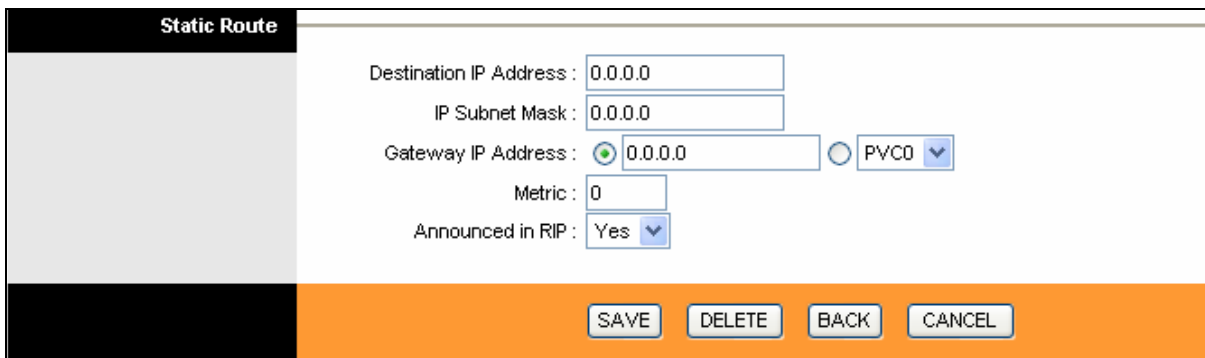 Static Route
Destination IP Address : 0.0.0.0
IP Subnet Mask : 0.0.0.0
Gateway IP Address : 0.0.0.0 PVC0
Metric : 0
Announced in RIP : Yes
SAVE DELETE BACK CANCEL